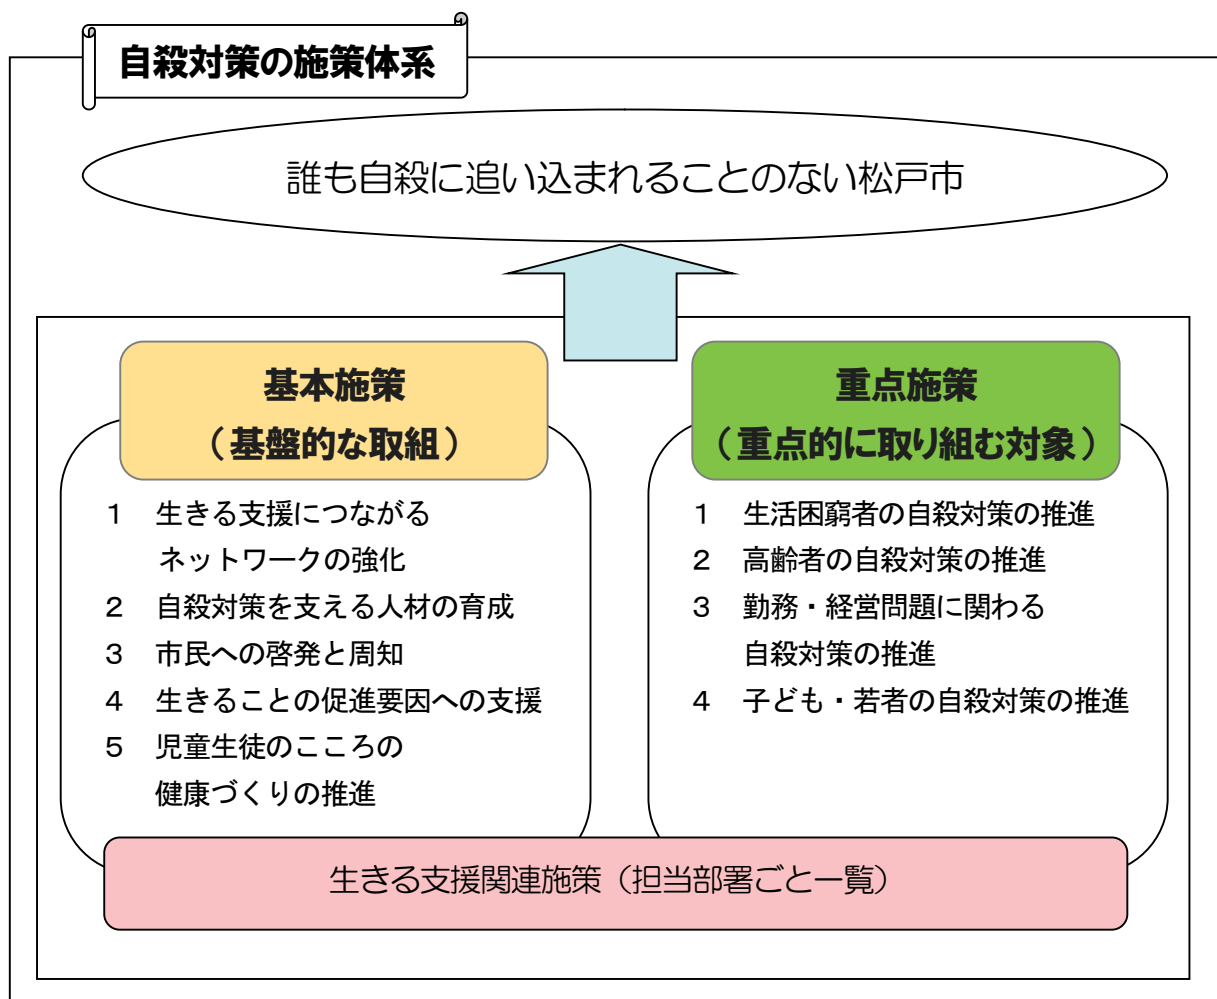 自殺対策の施策体系
誰も自殺に追い込まれることのない松戸市
基本施策
（基盤的な取組）
１　生きる支援につながる
ネットワークの強化
２　自殺対策を支える人材の育成
３　市民への啓発と周知
４　生きることの促進要因への支援
５　児童生徒のこころの
健康づくりの推進
重点施策
（重点的に取り組む対象）
１　生活困窮者の自殺対策の推進
２　高齢者の自殺対策の推進
３　勤務・経営問題に関わる
自殺対策の推進
４　子ども・若者の自殺対策の推進
生きる支援関連施策（担当部署ごと一覧）